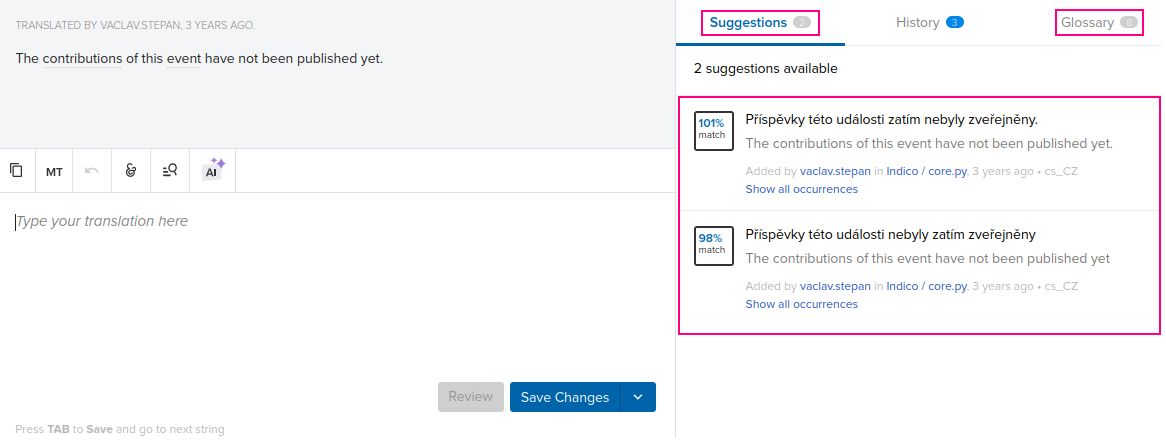 TRANSLATED BY VACLAV.STEPAN, 3 YEARS AGO.
The contributions of this event have not been published yet.
MT
AI
Type your translation here
Review
Save Changes
Press TAB to Save and go to next string
Suggestions 2
History 3
Glossary 8
2 suggestions available
101%
match
Příspěvky této události zatím nebyly zveřejněny.
The contributions of this event have not been published yet.
Added by vaclav.stepan in Indico / core.py, 3 years ago • cs_CZ
Show all occurrences
98%
match
Příspěvky této události nebyly zatím zveřejněny
The contributions of this event have not been published yet
Added by vaclav.stepan in Indico / core.py, 3 years ago • cs_CZ
Show all occurrences